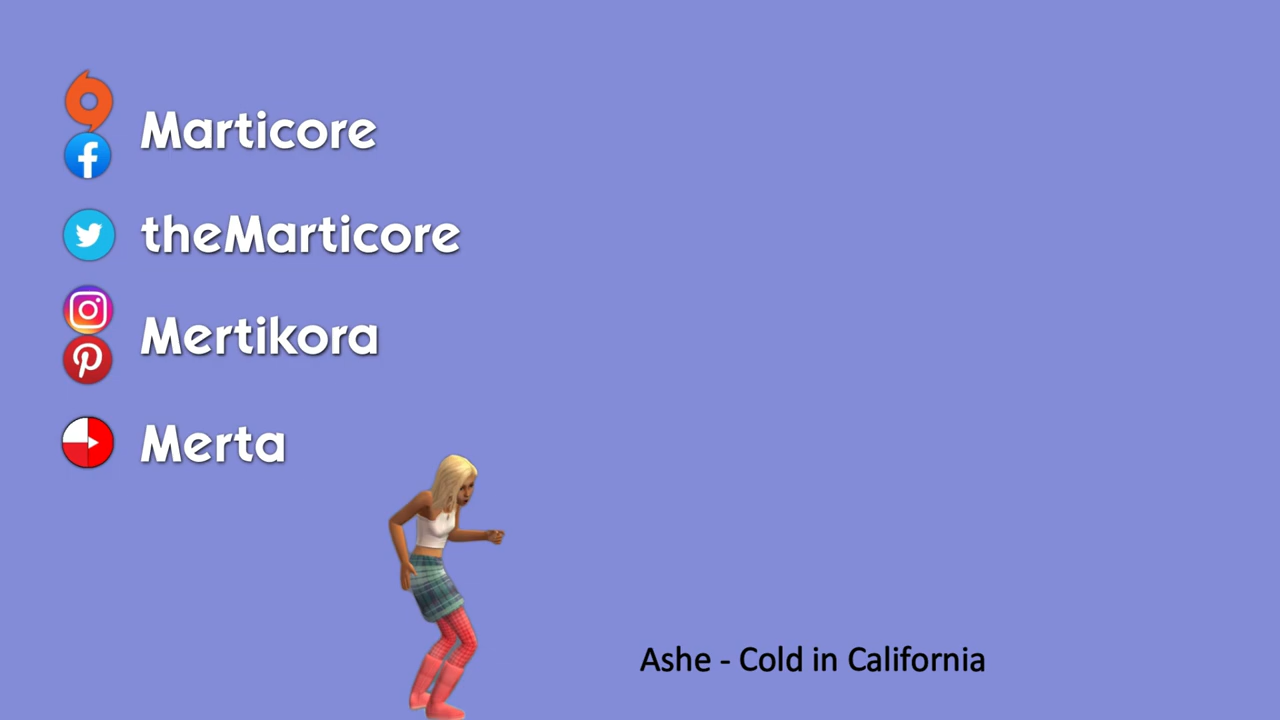 Marticore
theMarticore
Mertikora
Merta
Ashe - Cold in California